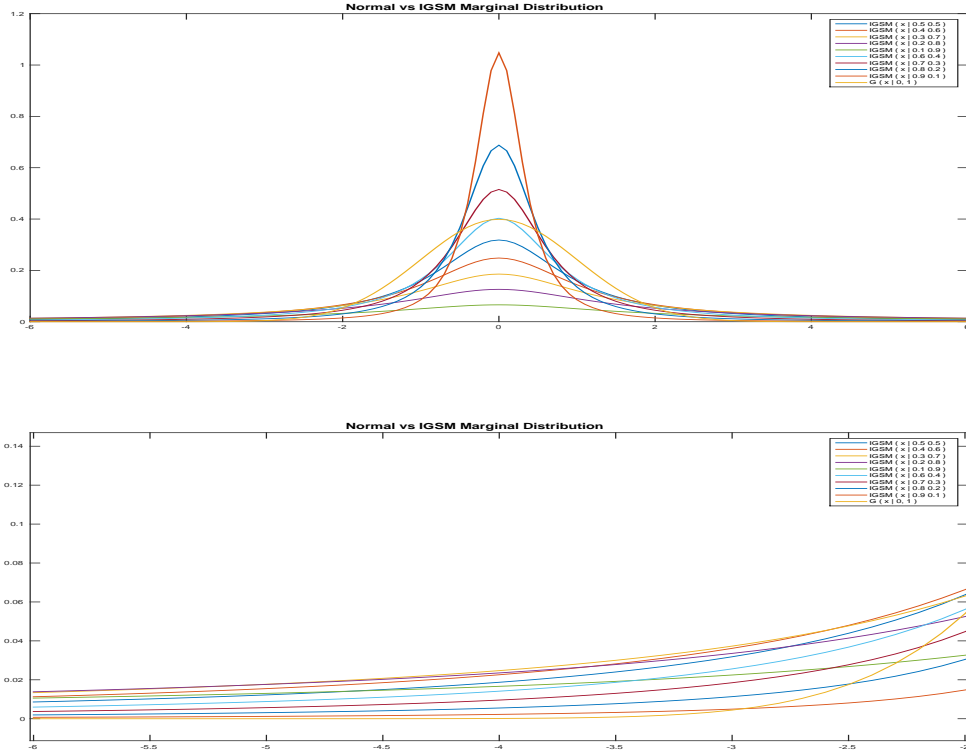 Normal vs IGSM Marginal Distribution
1.2
1
0.8
0.6
0.4
0.2
0
-6
-4
-2
0
2
4
6
IGSM ( x | 0.5 0.5 )
IGSM ( x | 0.4 0.6 )
IGSM ( x | 0.3 0.7 )
IGSM ( x | 0.2 0.8 )
IGSM ( x | 0.1 0.9 )
IGSM ( x | 0.6 0.4 )
IGSM ( x | 0.7 0.3 )
IGSM ( x | 0.8 0.2 )
IGSM ( x | 0.9 0.1 )
G ( x | 0, 1 )
Normal vs IGSM Marginal Distribution
0.14
0.12
0.1
0.08
0.06
0.04
0.02
0
-6
-5.5
-5
-4.5
-4
-3.5
-3
-2.5
-2
IGSM ( x | 0.5 0.5 )
IGSM ( x | 0.4 0.6 )
IGSM ( x | 0.3 0.7 )
IGSM ( x | 0.2 0.8 )
IGSM ( x | 0.1 0.9 )
IGSM ( x | 0.6 0.4 )
IGSM ( x | 0.7 0.3 )
IGSM ( x | 0.8 0.2 )
IGSM ( x | 0.9 0.1 )
G ( x | 0, 1 )